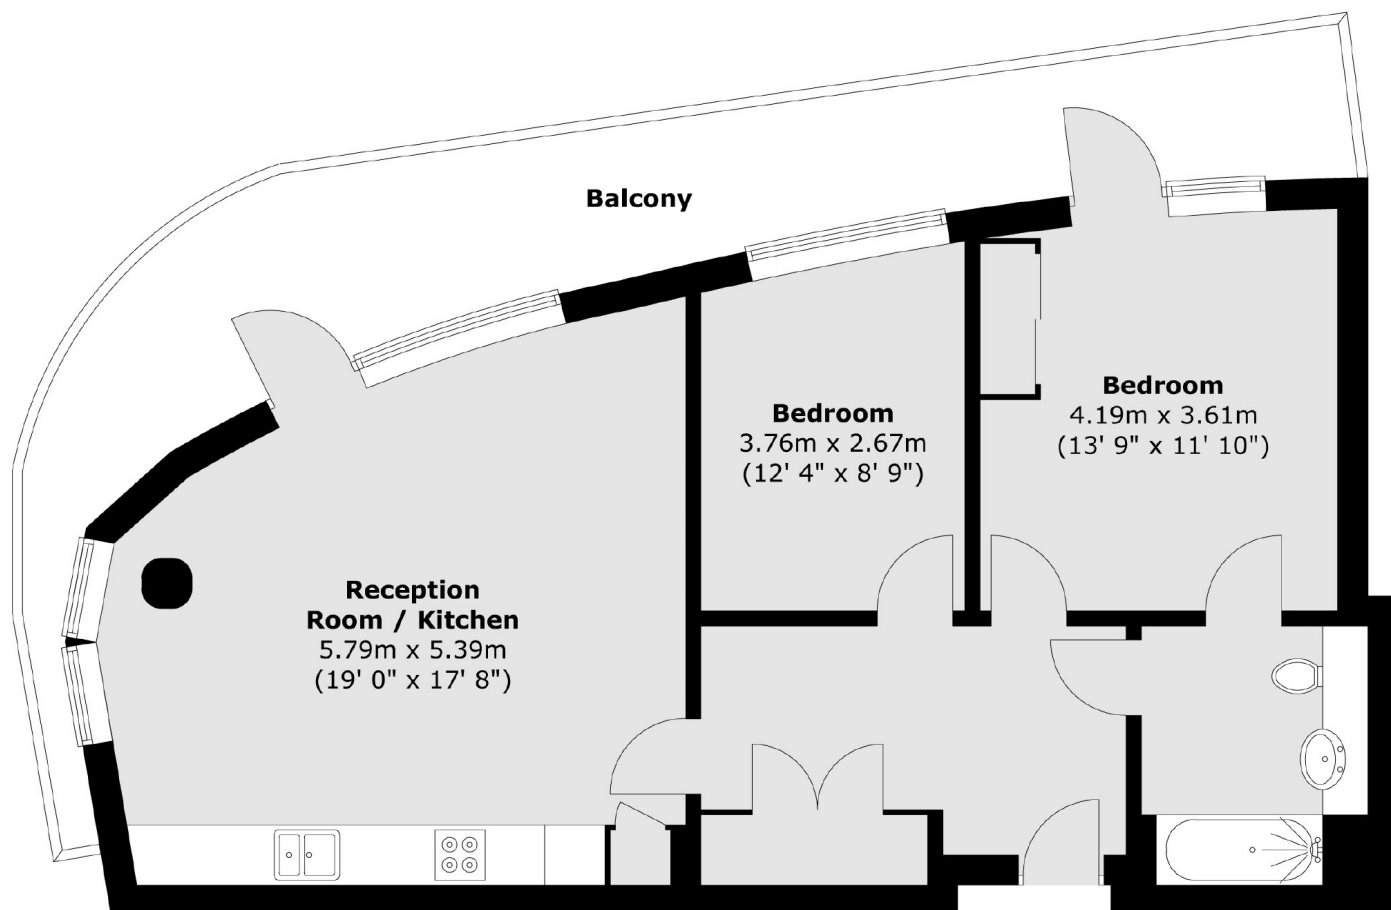 Balcony
Bedroom
4.19m x 3.61m
(13' 9" x 11' 10")
Bedroom
3.76m x 2.67m
(12' 4" x 8' 9")
Reception
Room / Kitchen
5.79m x 5.39m
(19' 0" x 17' 8")